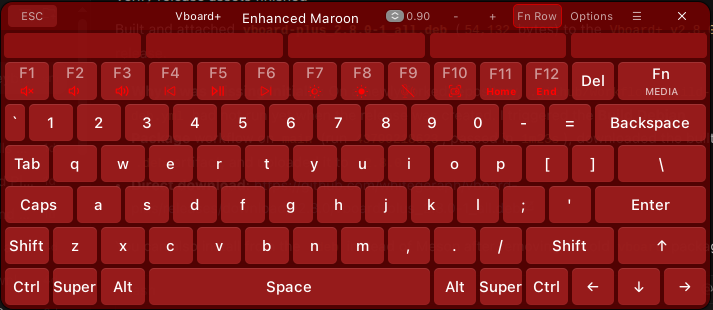 ESC Vboard+ Enhanced Maroon 0.90 - + Fn Row Options ☰ ✕
F1 F2 F3 F4 F5 F6 F7 F8 F9 F10 F11 F12 Del Fn
Home End MEDIA
` 1 2 3 4 5 6 7 8 9 0 - = Backspace
Tab q w e r t y u i o p [ ] \
Caps a s d f g h j k l ; ' Enter
Shift z x c v b n m , . / Shift ↑
Ctrl Super Alt Space Alt Super Ctrl ← ↓ →